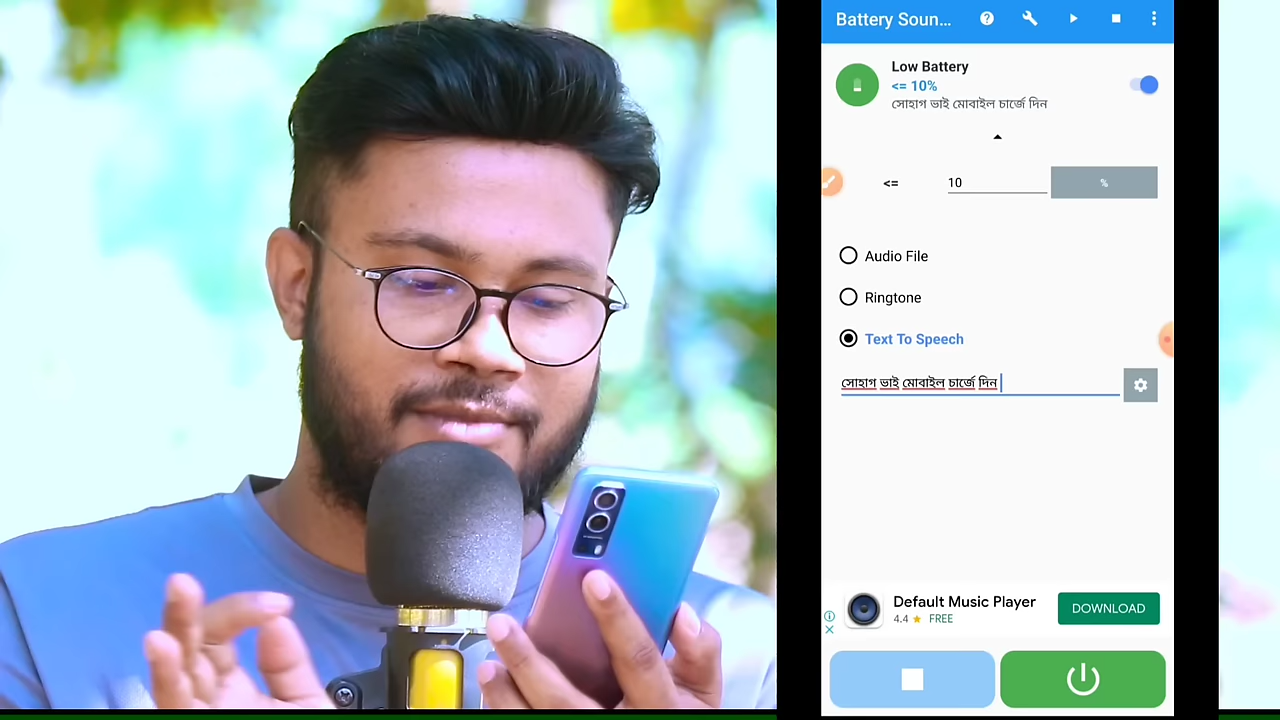 Battery Soun...
Low Battery
<= 10%
সোহাগ ভাই মোবাইল চার্জে দিন
<= 10 %
Audio File
Ringtone
Text To Speech
সোহাগ ভাই মোবাইল চার্জে দিন
Default Music Player
4.4 ★ FREE
DOWNLOAD